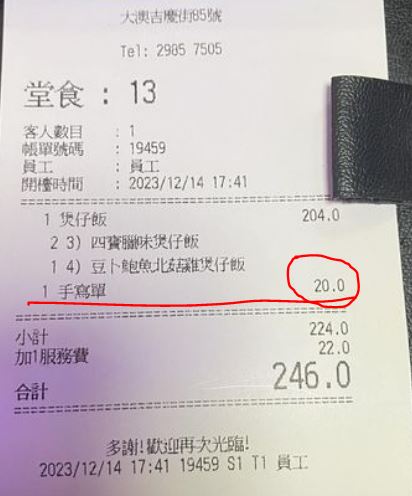 大澳吉慶街85號
Tel: 2985 7505
堂食 : 13
客人數目 : 1
帳單號碼 : 19459
員工 : 員工
開檯時間 : 2023/12/14 17:41
1 煲仔飯 204.0
2 3) 四寶臘味煲仔飯
1 4) 豆卜鮑魚北菇雞煲仔飯
1 手寫單 20.0
小計 224.0
加1服務費 22.0
合計 246.0
多謝!歡迎再次光臨!
2023/12/14 17:41 19459 S1 T1 員工